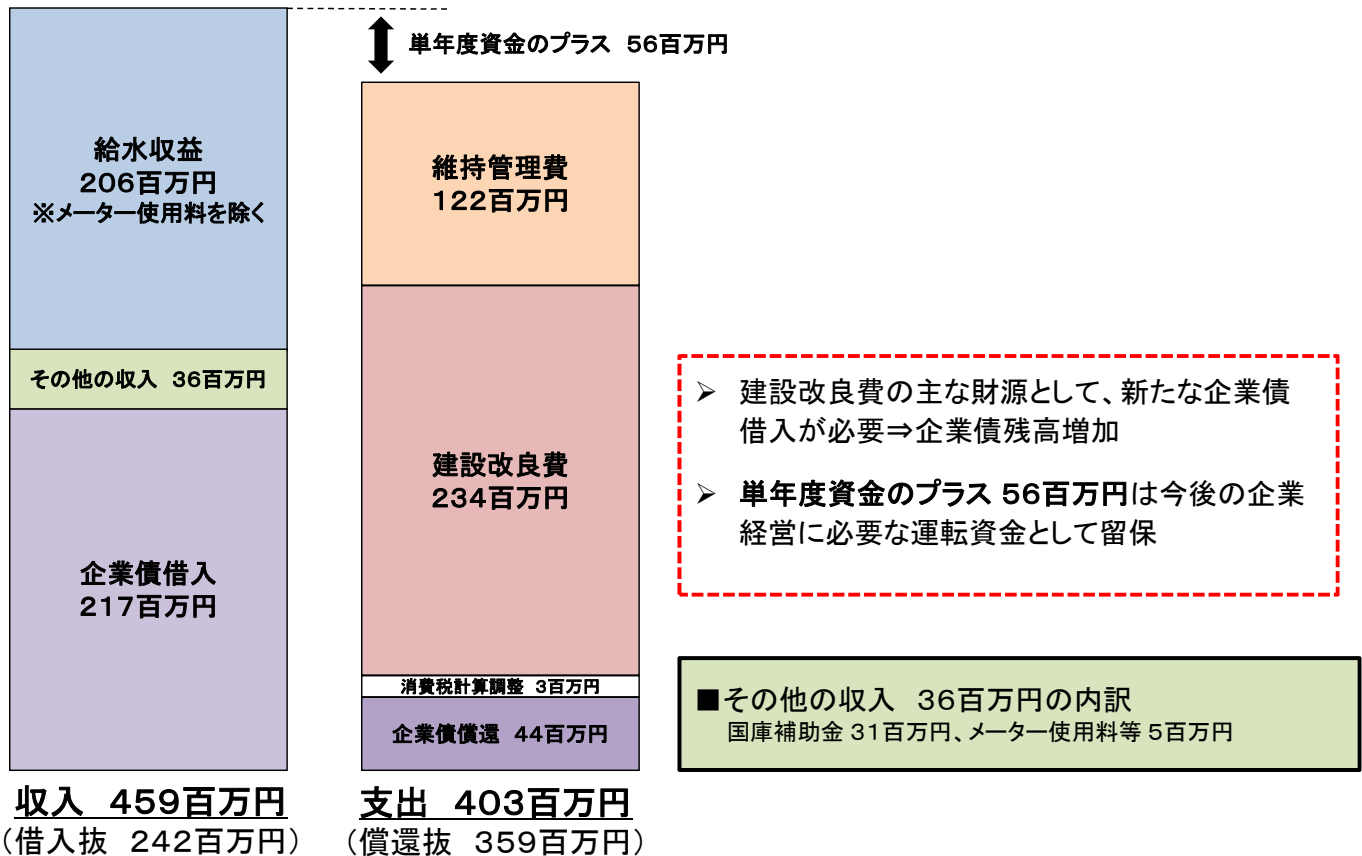 単年度資金のプラス 56百万円
給水収益
206百万円
※メーター使用料を除く
その他の収入 36百万円
企業債借入
217百万円
収入 459百万円
(借入抜 242百万円)
維持管理費
122百万円
建設改良費
234百万円
消費税計算調整 3百万円
企業債償還 44百万円
支出 403百万円
(償還抜 359百万円)
➢ 建設改良費の主な財源として、新たな企業債
借入が必要⇒企業債残高増加
➢ 単年度資金のプラス 56百万円は今後の企業
経営に必要な運転資金として留保
■その他の収入 36百万円の内訳
国庫補助金 31百万円、メーター使用料等 5百万円